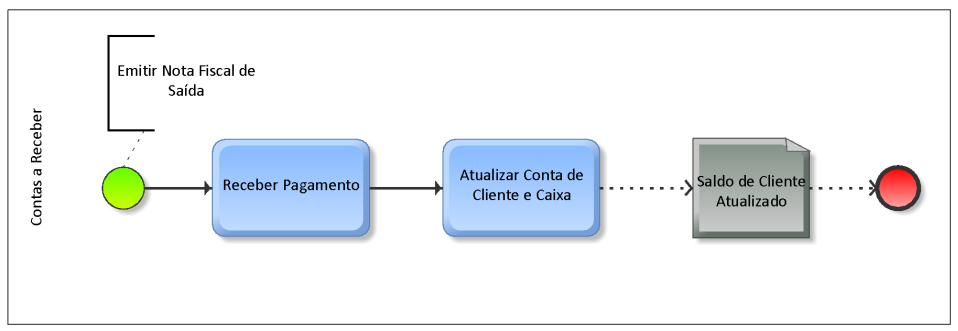 Contas a Receber
Emitir Nota Fiscal de
Saída
Receber Pagamento
Atualizar Conta de
Cliente e Caixa
Saldo de Cliente
Atualizado